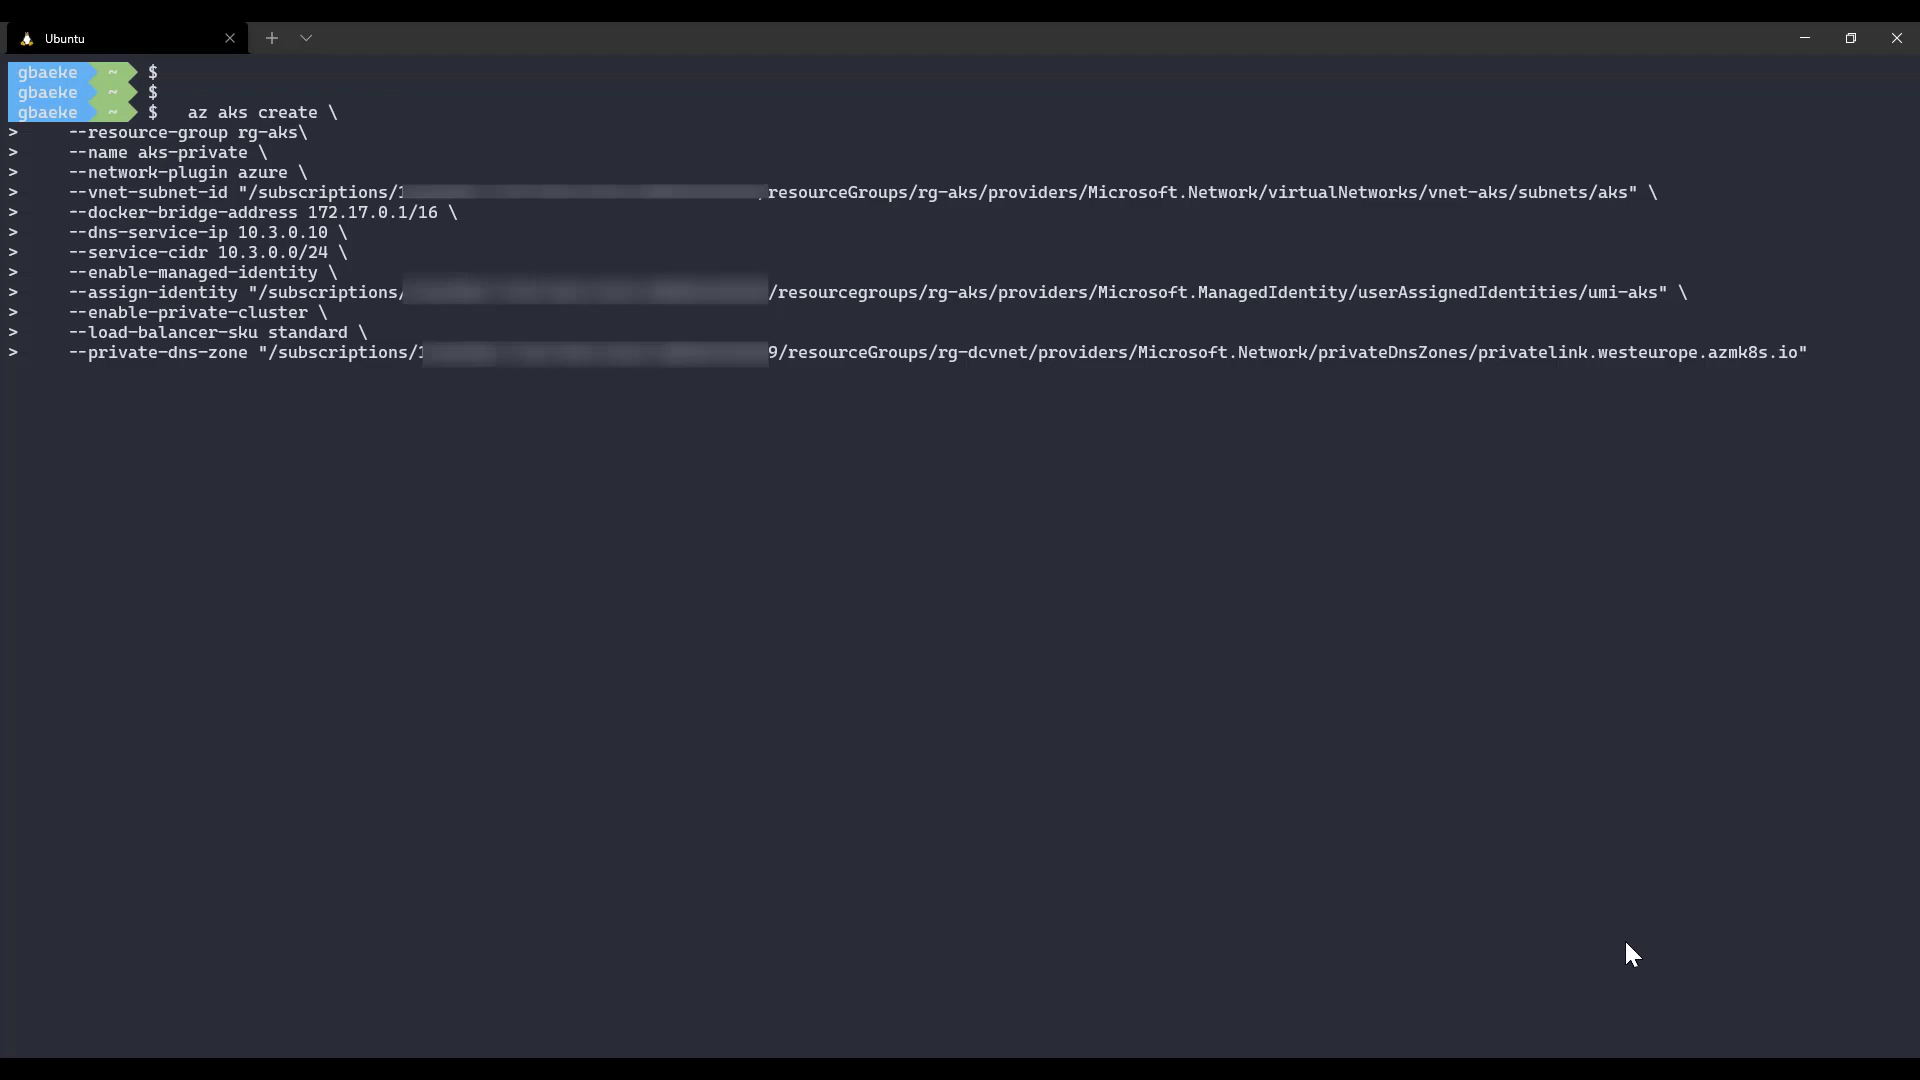 Ubuntu
gbaeke ~ $
gbaeke ~ $
gbaeke ~ $   az aks create \
>     --resource-group rg-aks\
>     --name aks-private \
>     --network-plugin azure \
>     --vnet-subnet-id "/subscriptions/1 resourceGroups/rg-aks/providers/Microsoft.Network/virtualNetworks/vnet-aks/subnets/aks" \
>     --docker-bridge-address 172.17.0.1/16 \
>     --dns-service-ip 10.3.0.10 \
>     --service-cidr 10.3.0.0/24 \
>     --enable-managed-identity \
>     --assign-identity "/subscriptions/ /resourcegroups/rg-aks/providers/Microsoft.ManagedIdentity/userAssignedIdentities/umi-aks" \
>     --enable-private-cluster \
>     --load-balancer-sku standard \
>     --private-dns-zone "/subscriptions/1 9/resourceGroups/rg-dcvnet/providers/Microsoft.Network/privateDnsZones/privatelink.westeurope.azmk8s.io"